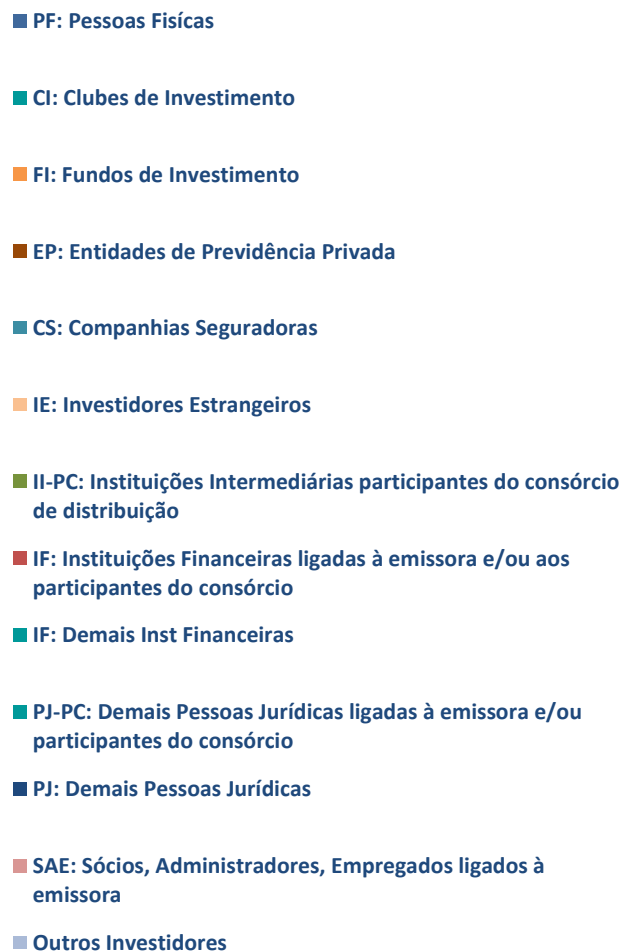 PF: Pessoas Fisícas
CI: Clubes de Investimento
FI: Fundos de Investimento
EP: Entidades de Previdência Privada
CS: Companhias Seguradoras
IE: Investidores Estrangeiros
II-PC: Instituições Intermediárias participantes do consórcio
de distribuição
IF: Instituições Financeiras ligadas à emissora e/ou aos
participantes do consórcio
IF: Demais Inst Financeiras
PJ-PC: Demais Pessoas Jurídicas ligadas à emissora e/ou
participantes do consórcio
PJ: Demais Pessoas Jurídicas
SAE: Sócios, Administradores, Empregados ligados à
emissora
Outros Investidores